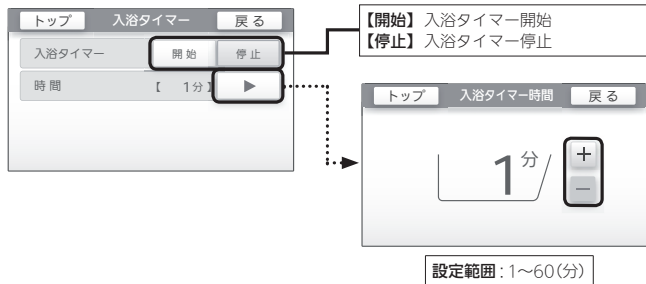 トップ 入浴タイマー 戻る
入浴タイマー 開始 停止
時間 【 1分】 ▶
【開始】入浴タイマー開始
【停止】入浴タイマー停止
トップ 入浴タイマー時間 戻る
1分 +
−
設定範囲:1~60(分)